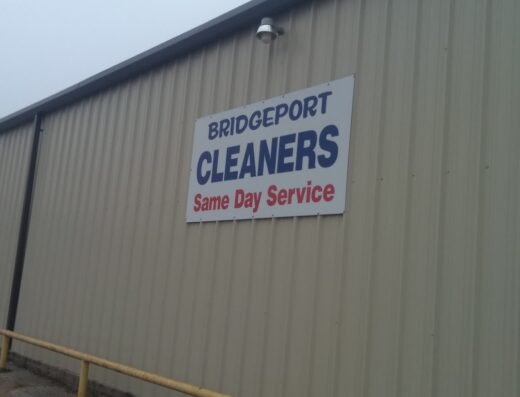 BRIDGEPORT
CLEANERS
Same Day Service